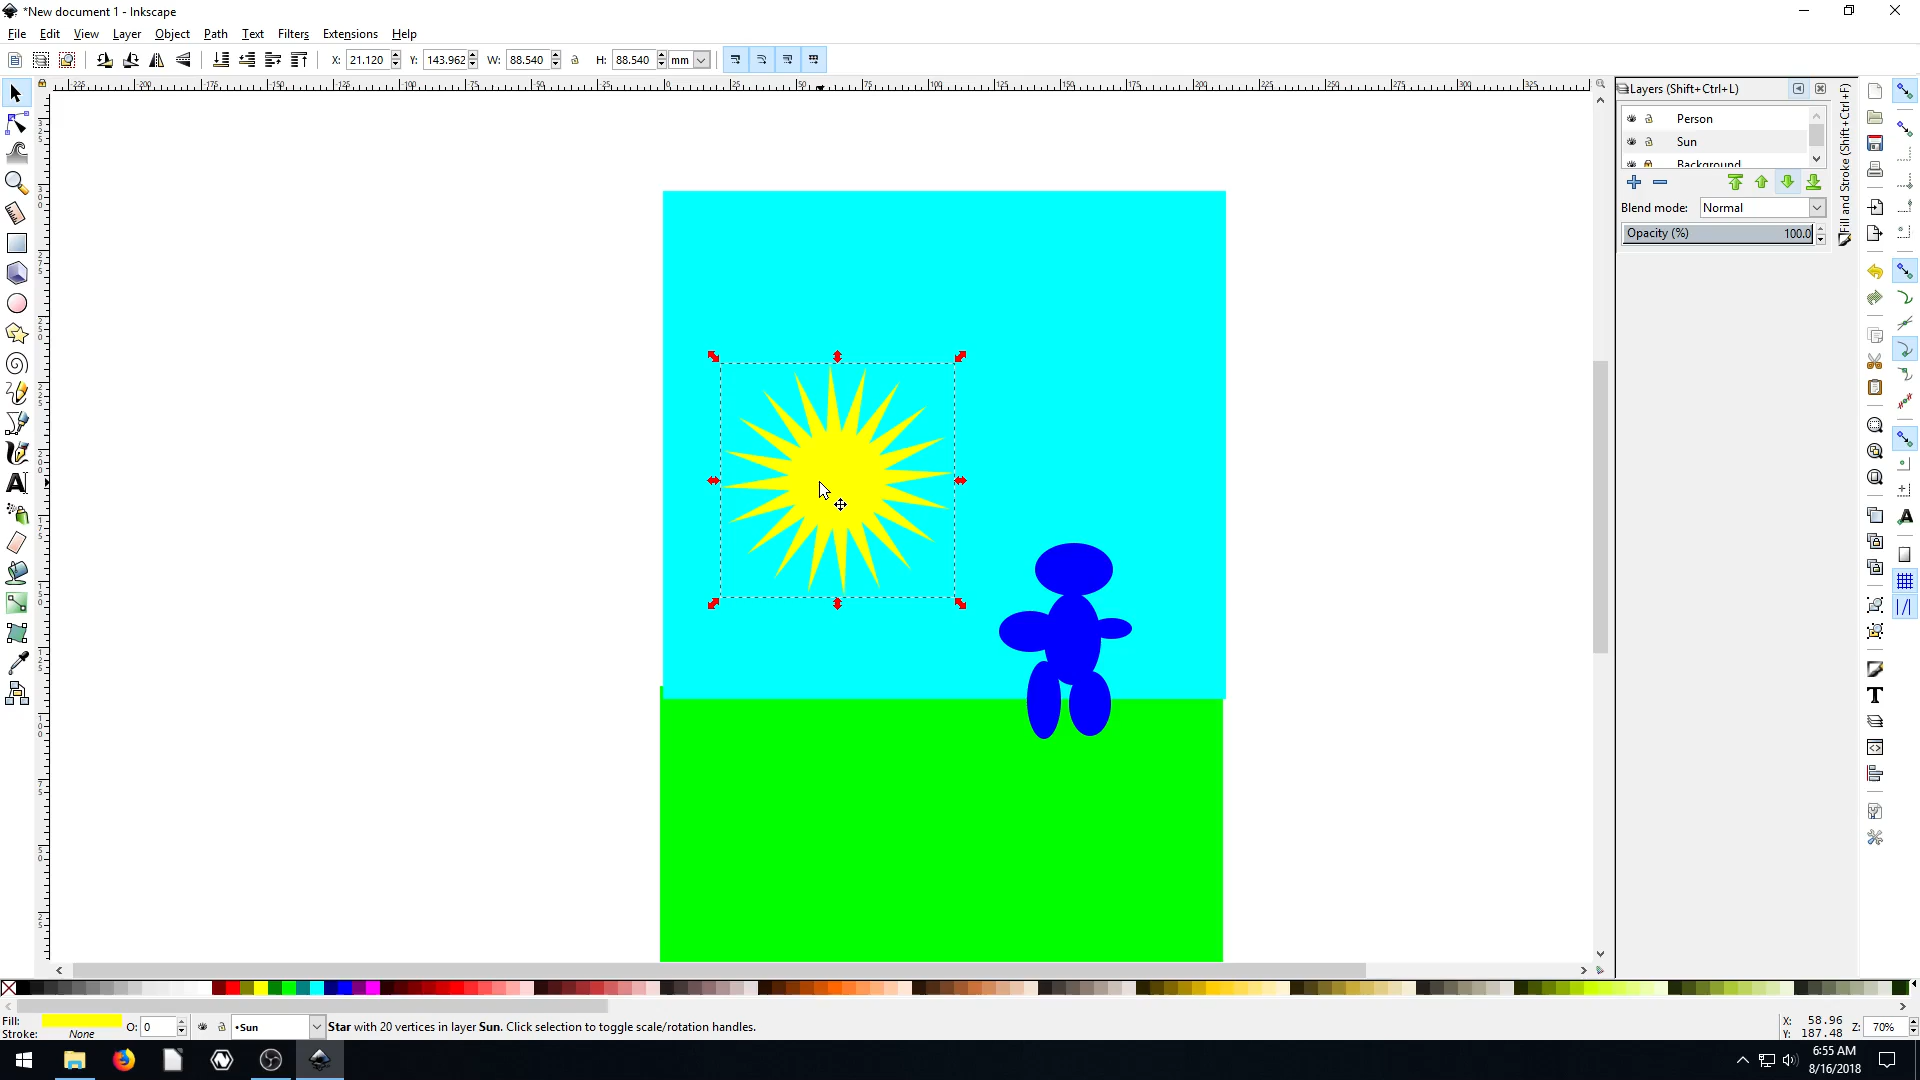 *New document 1 - Inkscape
File Edit View Layer Object Path Text Filters Extensions Help
X: 21.120 Y: 143.962 W: 88.540 H: 88.540 mm
Layers (Shift+Ctrl+L)
Person
Sun
Background
Blend mode: Normal
Opacity (%) 100.0
Fill and Stroke (Shift+Ctrl+F)
Fill:
Stroke: None
O: 0
•Sun
Star with 20 vertices in layer Sun. Click selection to toggle scale/rotation handles.
X: 58.96
Y: 187.48
Z: 70%
6:55 AM
8/16/2018